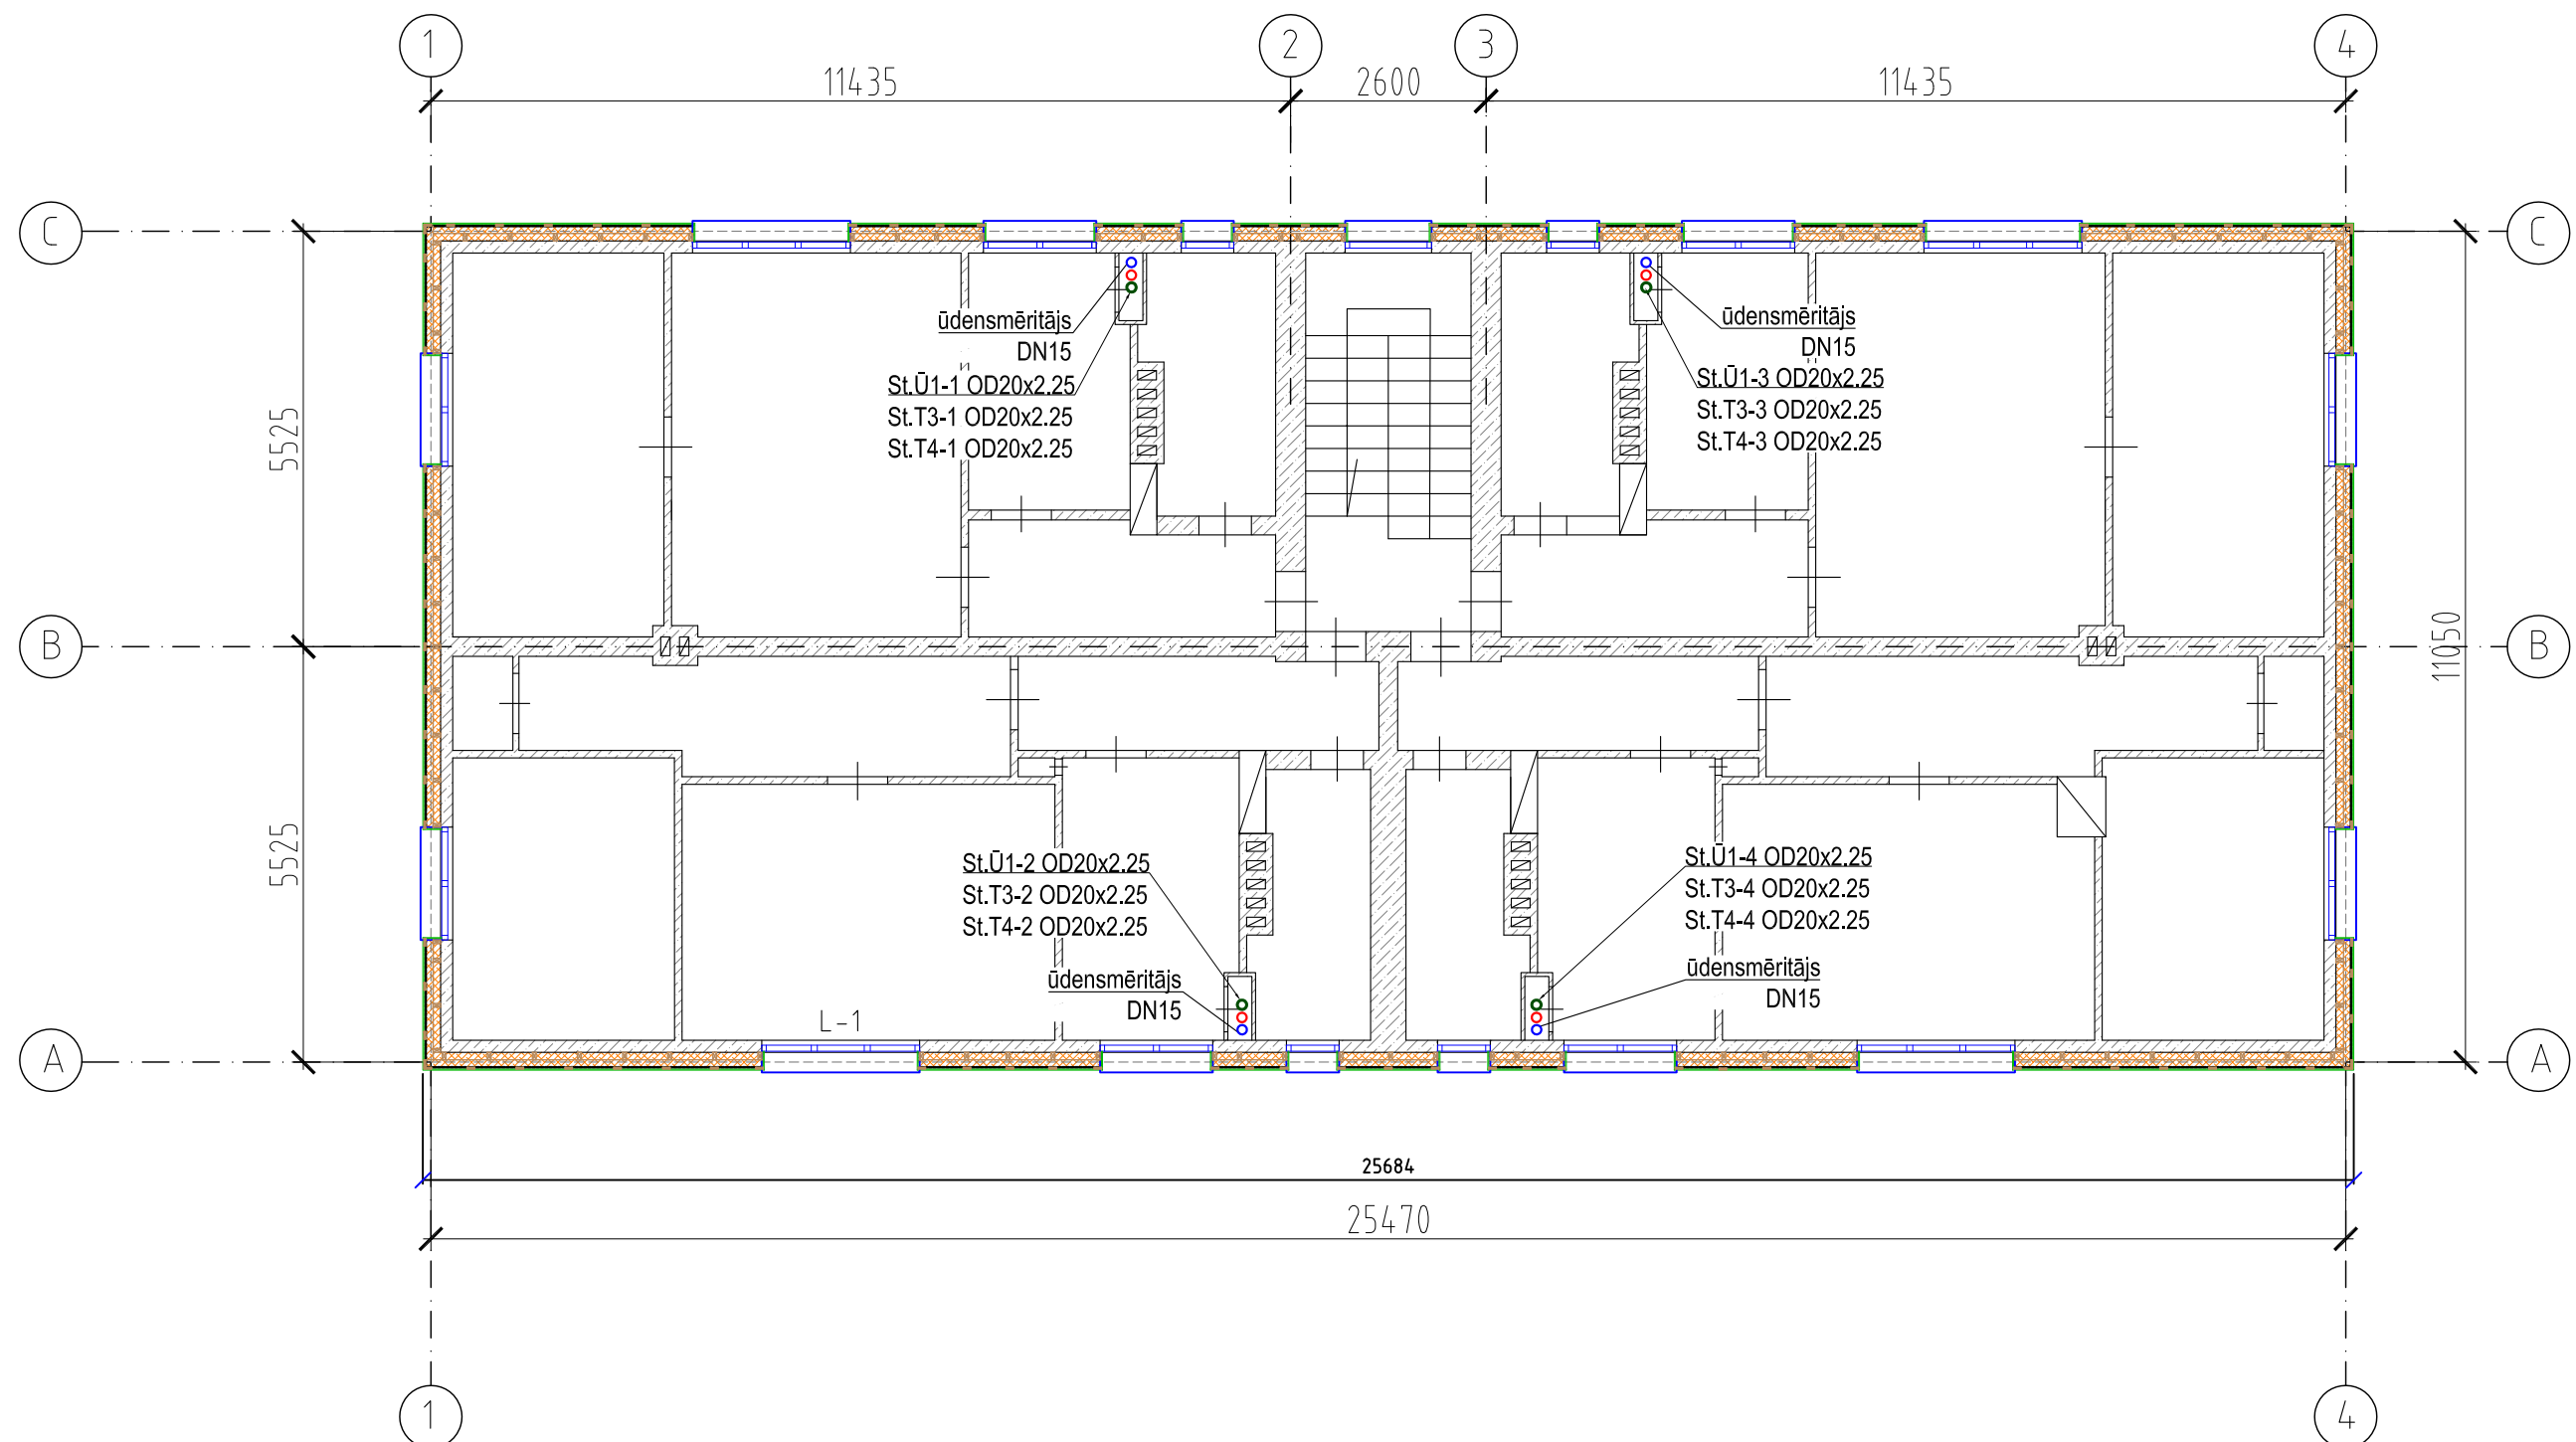 1
2
3
4
11435
2600
11435
C
C
ūdensmērītājs
DN15
St.Ū1-1 OD20x2.25
St.T3-1 OD20x2.25
St.T4-1 OD20x2.25
ūdensmērītājs
DN15
St.Ū1-3 OD20x2.25
St.T3-3 OD20x2.25
St.T4-3 OD20x2.25
5525
B
B
11050
5525
St.Ū1-2 OD20x2.25
St.T3-2 OD20x2.25
St.T4-2 OD20x2.25
ūdensmērītājs
DN15
St.Ū1-4 OD20x2.25
St.T3-4 OD20x2.25
St.T4-4 OD20x2.25
ūdensmērītājs
DN15
L-1
A
A
25684
25470
1
4